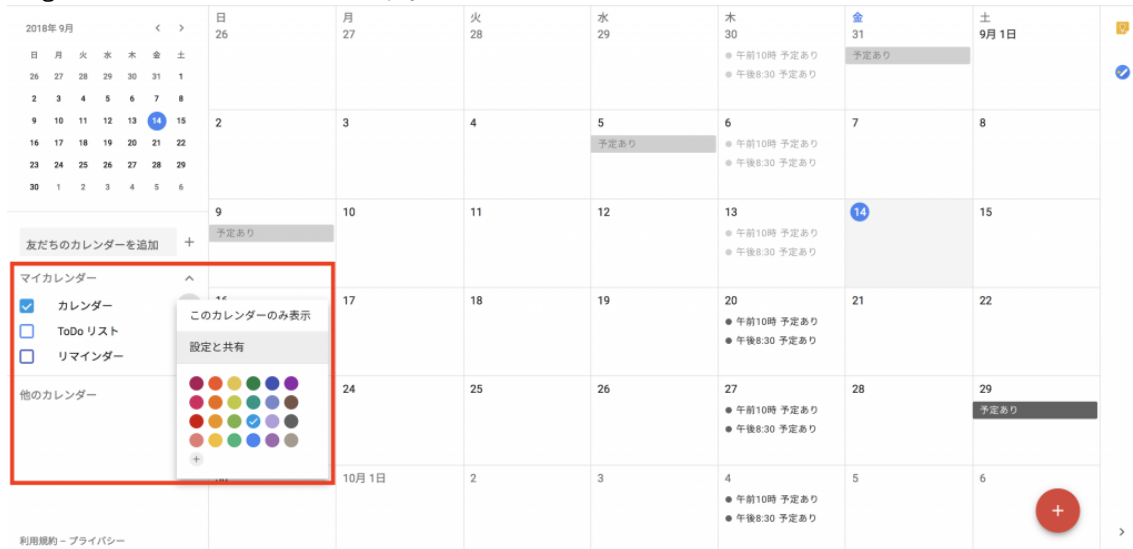 2018年 9月 < >
日 月 火 水 木 金 土
26 27 28 29 30 31 1
2 3 4 5 6 7 8
9 10 11 12 13 14 15
16 17 18 19 20 21 22
23 24 25 26 27 28 29
30 1 2 3 4 5 6
友だちのカレンダーを追加 +
マイカレンダー
カレンダー
ToDo リスト
リマインダー
他のカレンダー
このカレンダーのみ表示
設定と共有
+
利用規約 – プライバシー
日 月 火 水 木 金 土
26 27 28 29 30 31 9月 1日
午前10時 予定あり 予定あり
午後8:30 予定あり
2 3 4 5 6 7 8
予定あり 午前10時 予定あり
午後8:30 予定あり
9 10 11 12 13 14 15
予定あり 午前10時 予定あり
午後8:30 予定あり
17 18 19 20 21 22
午前10時 予定あり
午後8:30 予定あり
24 25 26 27 28 29
午前10時 予定あり 予定あり
午後8:30 予定あり
10月 1日 2 3 4 5 6
午前10時 予定あり
午後8:30 予定あり
+